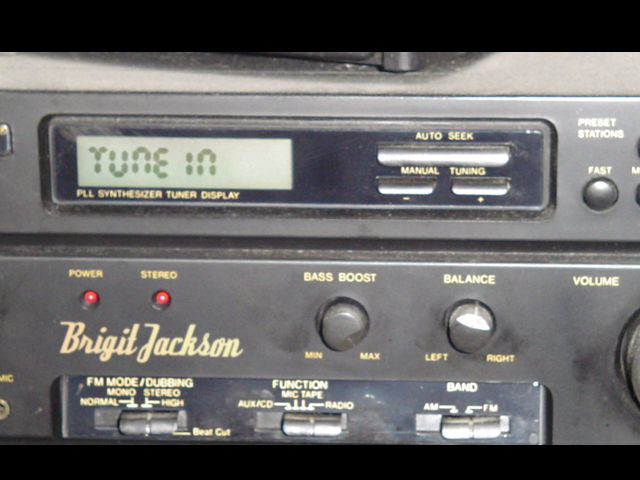 AUTO SEEK
PRESET
STATIONS
TUNE IN
MANUAL TUNING
FAST
PLL SYNTHESIZER TUNER DISPLAY
- +
POWER STEREO BASS BOOST BALANCE VOLUME
Brigit Jackson
MIN MAX LEFT RIGHT
MIC
FM MODE/DUBBING FUNCTION BAND
MONO STEREO MIC TAPE
NORMAL HIGH AUX/CD RADIO AM FM
Beat Cut